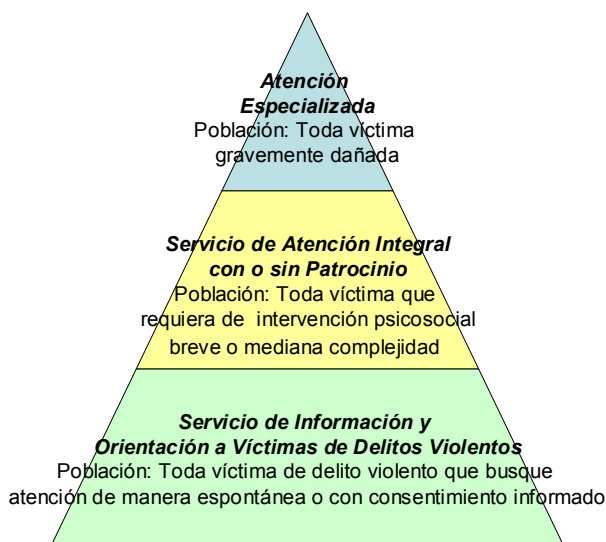 Atención
Especializada
Población: Toda víctima
gravemente dañada
Servicio de Atención Integral
con o sin Patrocinio
Población: Toda víctima que
requiera de intervención psicosocial
breve o mediana complejidad
Servicio de Información y
Orientación a Víctimas de Delitos Violentos
Población: Toda víctima de delito violento que busque
atención de manera espontánea o con consentimiento informado